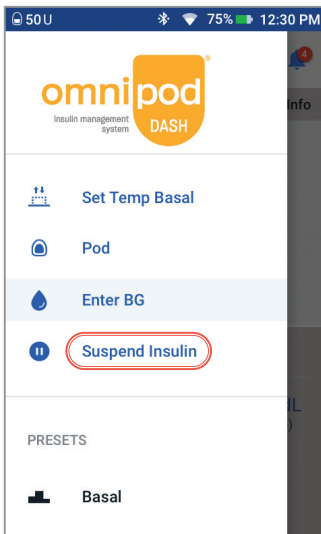 50 U 75% 12:30 PM
4
omnipod®
insulin management
system
DASH
Info
Set Temp Basal
Pod
Enter BG
Suspend Insulin
PRESETS
Basal